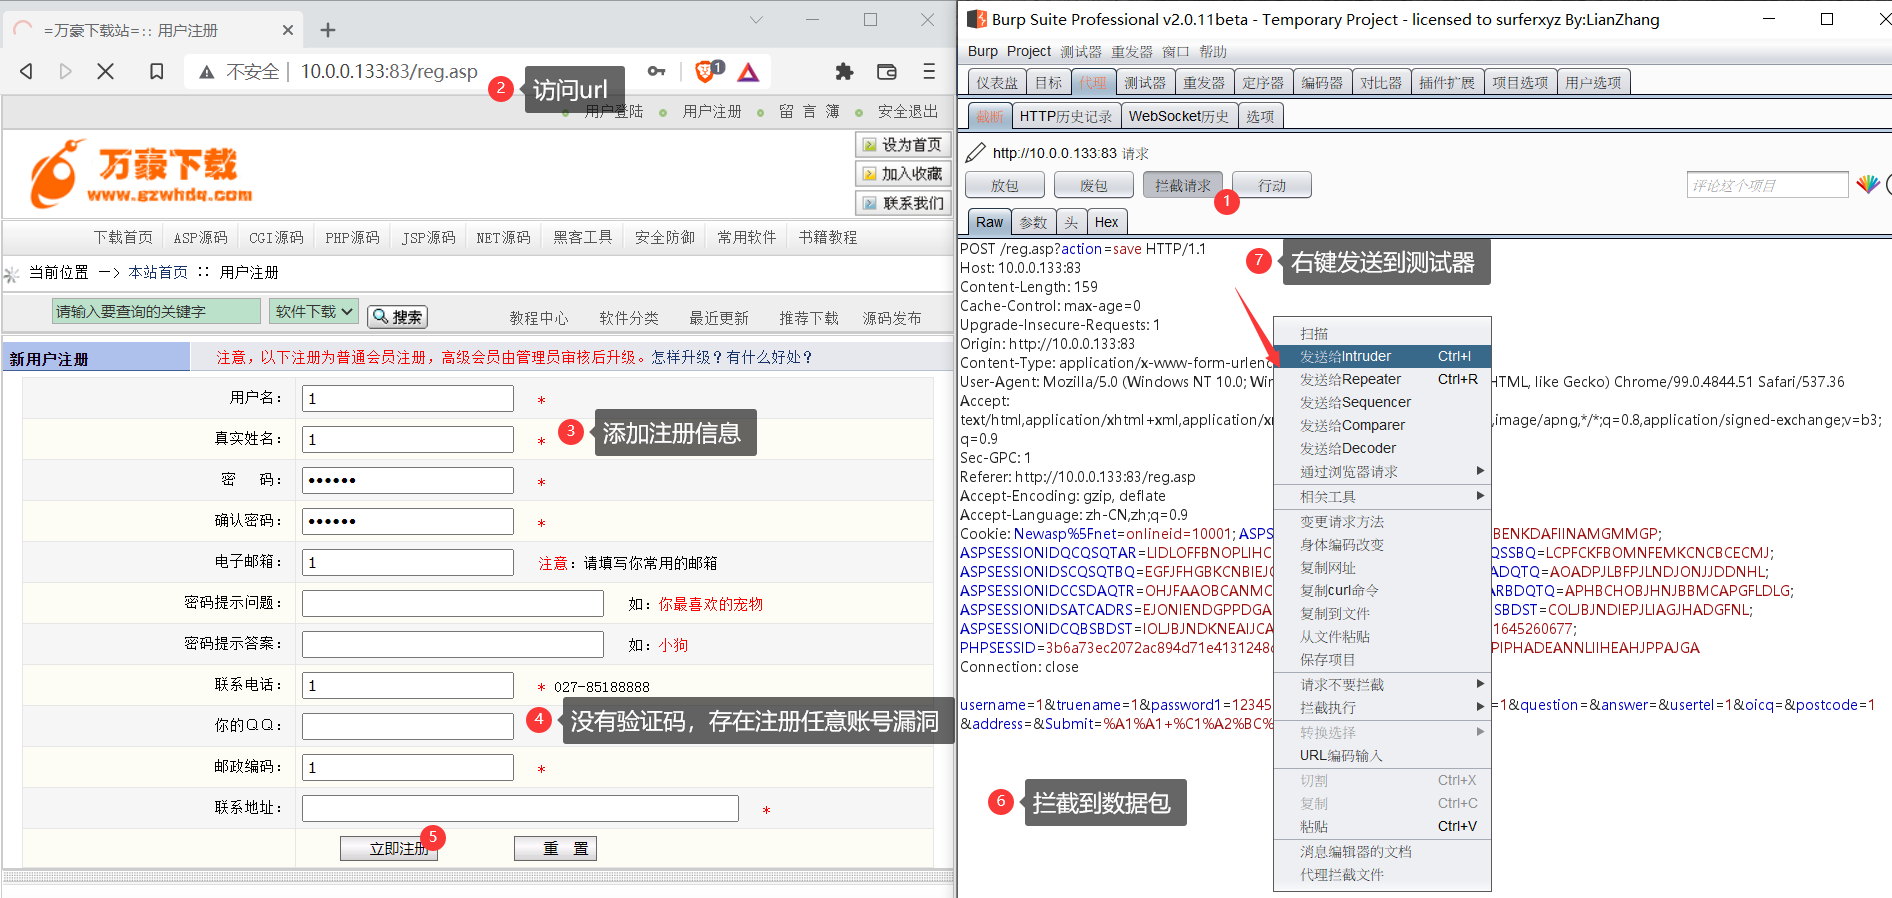 =万豪下载站=:: 用户注册
不安全
10.0.0.133:83/reg.asp
1
2
访问url
用户登陆
用户注册
留 言 簿
安全退出
万豪下载
www.gzwhdq.com
设为首页
加入收藏
联系我们
下载首页
ASP源码
CGI源码
PHP源码
JSP源码
NET源码
黑客工具
安全防御
常用软件
书籍教程
当前位置 —> 本站首页 :: 用户注册
请输入要查询的关键字
软件下载
搜索
教程中心
软件分类
最近更新
推荐下载
源码发布
新用户注册
注意，以下注册为普通会员注册，高级会员由管理员审核后升级。怎样升级？有什么好处？
用户名：
1
*
真实姓名：
1
*
3
添加注册信息
密 码：
••••••
*
确认密码：
••••••
*
电子邮箱：
1
注意：请填写你常用的邮箱
密码提示问题：
如：你最喜欢的宠物
密码提示答案：
如：小狗
联系电话：
1
* 027-85188888
你的QQ：
4
没有验证码，存在注册任意账号漏洞
邮政编码：
1
*
联系地址：
*
立即注册
5
重 置
Burp Suite Professional v2.0.11beta - Temporary Project - licensed to surferxyz By:LianZhang
Burp Project 测试器 重发器 窗口 帮助
仪表盘
目标
代理
测试器
重发器
定序器
编码器
对比器
插件扩展
项目选项
用户选项
截断
HTTP历史记录
WebSocket历史
选项
http://10.0.0.133:83 请求
放包
废包
拦截请求
1
行动
评论这个项目
Raw
参数
头
Hex
POST /reg.asp?action=save HTTP/1.1
Host: 10.0.0.133:83
Content-Length: 159
Cache-Control: max-age=0
Upgrade-Insecure-Requests: 1
Origin: http://10.0.0.133:83
Content-Type: application/x-www-form-urlenc
User-Agent: Mozilla/5.0 (Windows NT 10.0; Wi
HTML, like Gecko) Chrome/99.0.4844.51 Safari/537.36
Accept:
text/html,application/xhtml+xml,application/x
,image/apng,*/*;q=0.8,application/signed-exchange;v=b3;
q=0.9
Sec-GPC: 1
Referer: http://10.0.0.133:83/reg.asp
Accept-Encoding: gzip, deflate
Accept-Language: zh-CN,zh;q=0.9
Cookie: Newasp%5Fnet=onlineid=10001; ASPS
BENKDAFIINAMGMMGP;
ASPSESSIONIDQCQSQTAR=LIDLOFFBNOPLIHC
QSSBQ=LCPFCKFBOMNFEMKCNCBCECMJ;
ASPSESSIONIDSCQSQTBQ=EGFJFHGBKCNBIEJ
ADQTQ=AOADPJLBFPJLNDJONJJDDNHL;
ASPSESSIONIDCCSDAQTR=OHJFAAOBCANMC
ARBDQTQ=APHBCHOBJHNJBBMCAPGFLDLG;
ASPSESSIONIDSATCADRS=EJONIENDGPPDGA
SBDST=COLJBJNDIEPJLIAGJHADGFNL;
ASPSESSIONIDCQBSBDST=IOLJBJNDKNEAIJCA
1645260677;
PHPSESSID=3b6a73ec2072ac894d71e4131248
PIPHADEANNLIIHEAHJPPAJGA
Connection: close
username=1&truename=1&password1=12345
=1&question=&answer=&usertel=1&oicq=&postcode=1
&address=&Submit=%A1%A1+%C1%A2%BC%
7
右键发送到测试器
扫描
发送给Intruder Ctrl+I
发送给Repeater Ctrl+R
发送给Sequencer
发送给Comparer
发送给Decoder
通过浏览器请求
相关工具
变更请求方法
身体编码改变
复制网址
复制curl命令
复制到文件
从文件粘贴
保存项目
请求不要拦截
拦截执行
转换选择
URL编码输入
切割 Ctrl+X
复制 Ctrl+C
粘贴 Ctrl+V
消息编辑器的文档
代理拦截文件
6
拦截到数据包